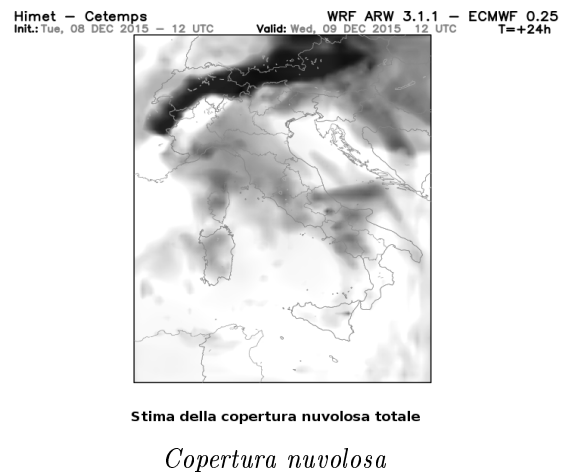 Himet – Cetemps WRF ARW 3.1.1 – ECMWF 0.25
Init.: Tue, 08 DEC 2015 – 12 UTC Valid: Wed, 09 DEC 2015 12 UTC T=+24h
Stima della copertura nuvolosa totale
Copertura nuvolosa